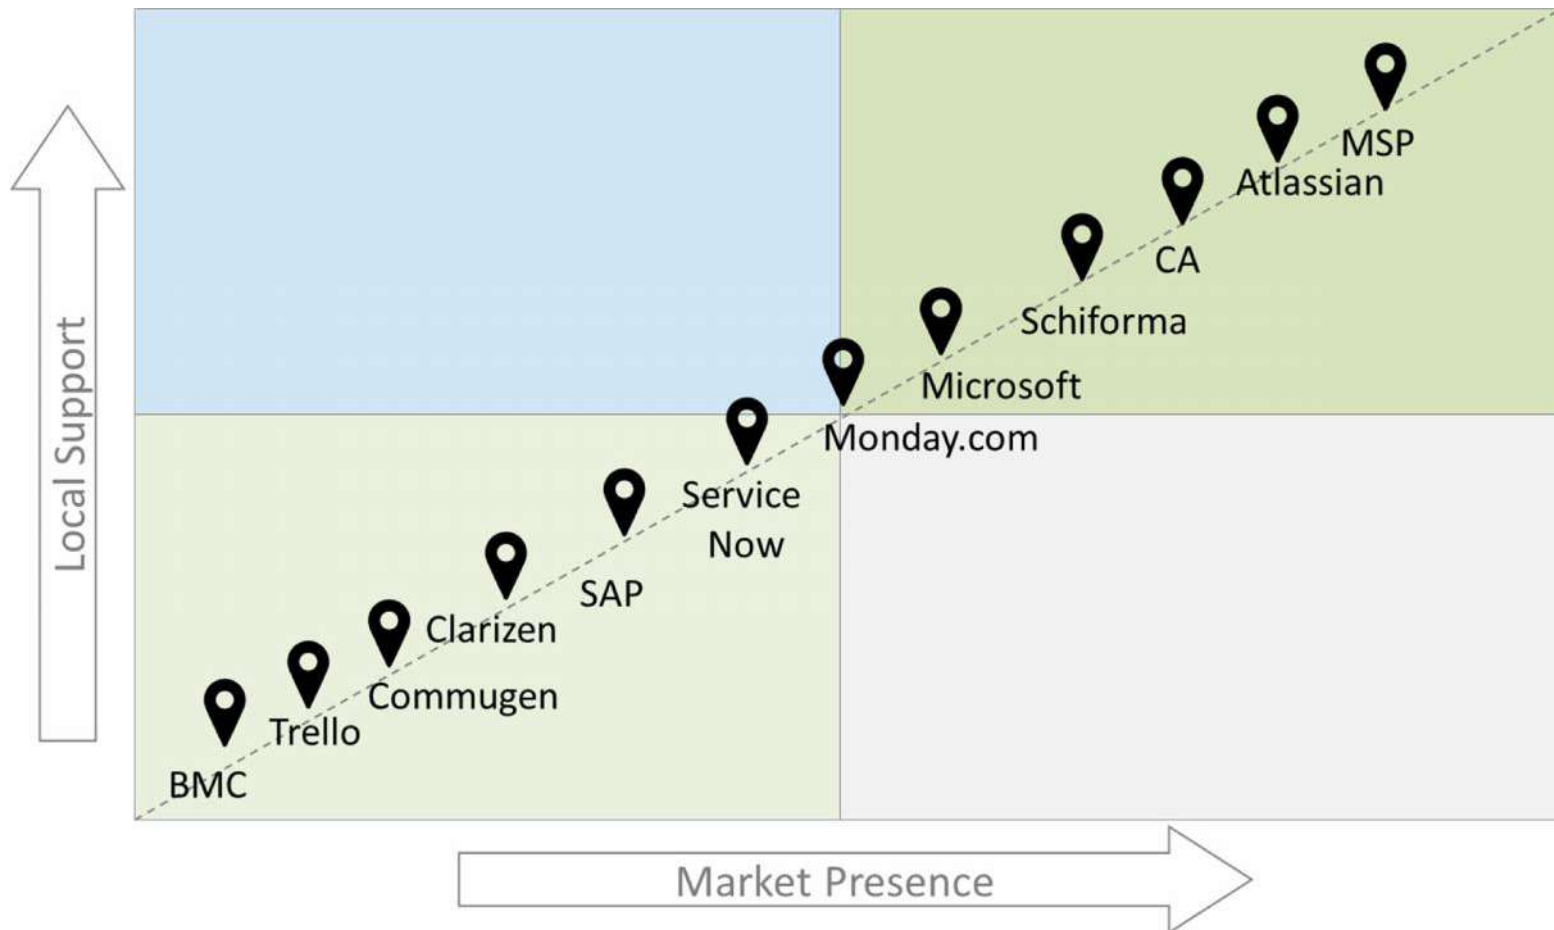 MSP
Atlassian
CA
Schiforma
Microsoft
Monday.com
Service
Now
SAP
Clarizen
Commugen
Trello
BMC
Local Support
Market Presence